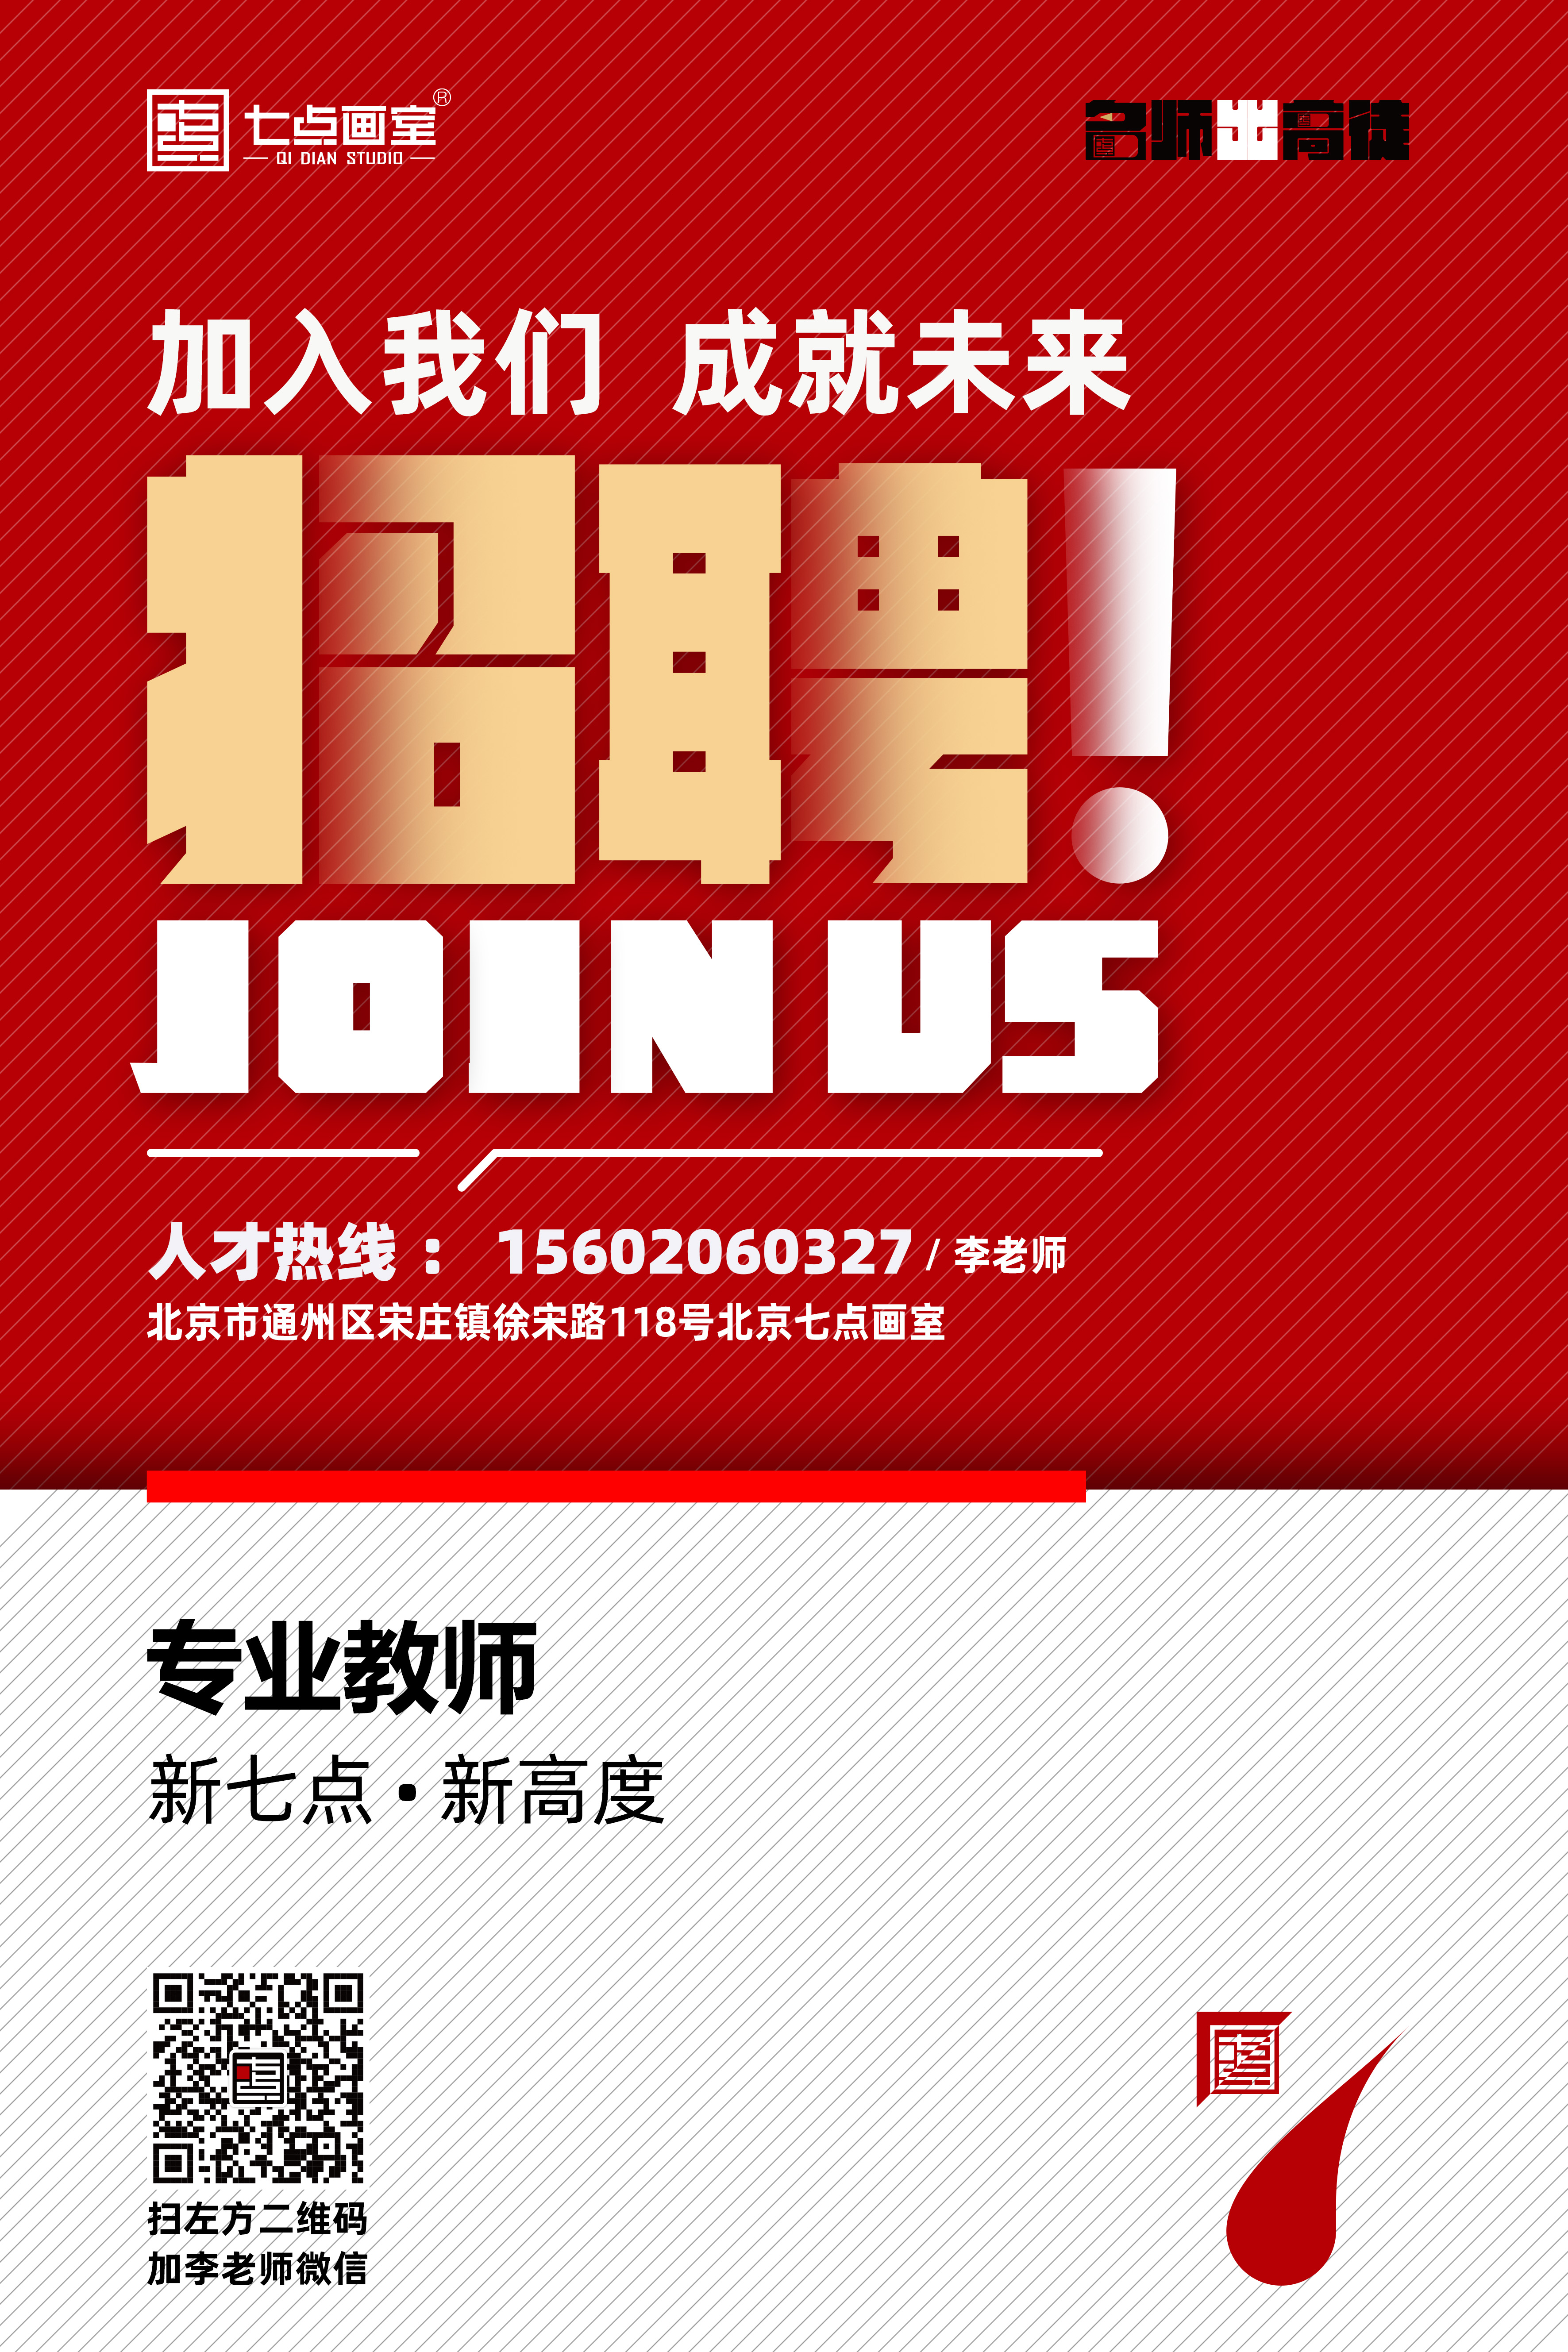 七点画室®
QI DIAN STUDIO
名师出高徒
加入我们 成就未来
招聘!
JOIN US
人才热线： 15602060327 / 李老师
北京市通州区宋庄镇徐宋路118号北京七点画室
专业教师
新七点·新高度
扫左方二维码
加李老师微信